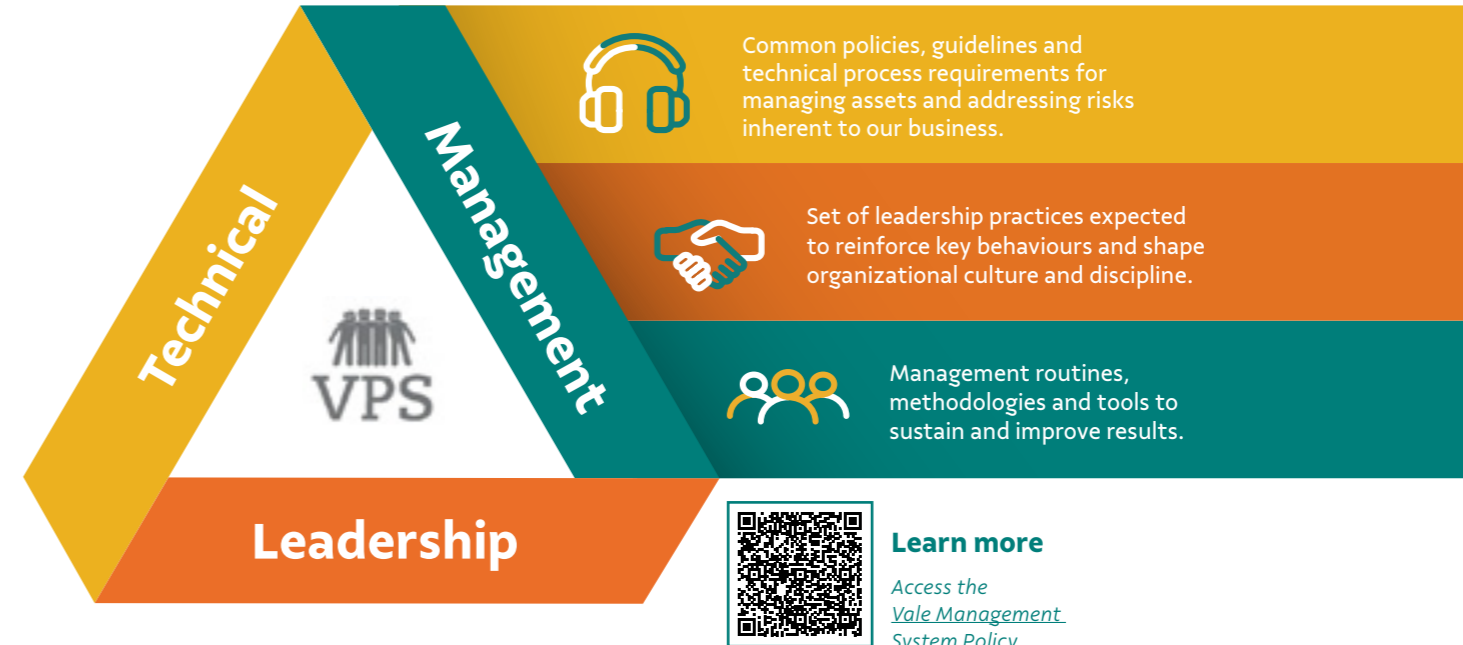 Technical
Management
Leadership
VPS
Common policies, guidelines and
technical process requirements for
managing assets and addressing risks
inherent to our business.
Set of leadership practices expected
to reinforce key behaviours and shape
organizational culture and discipline.
Management routines,
methodologies and tools to
sustain and improve results.
Learn more
Access the
Vale Management
System Policy